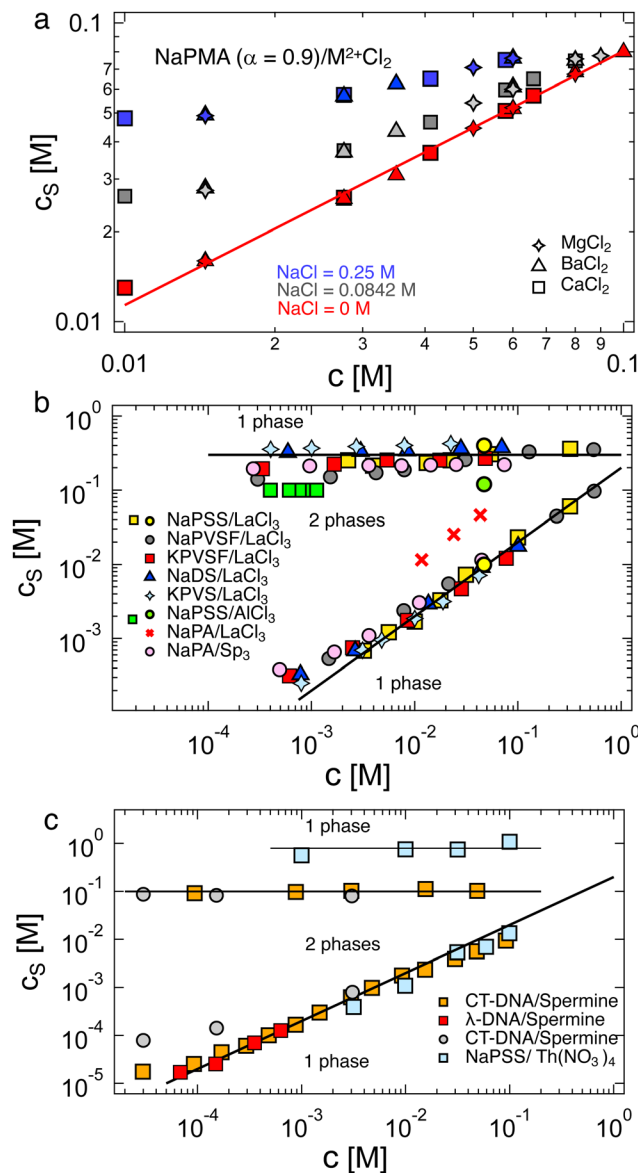 a
0.1
7
6
5
4
3
2
0.01
c_S [M]
NaPMA (α = 0.9)/M²⁺Cl₂
NaCl = 0.25 M
NaCl = 0.0842 M
NaCl = 0 M
MgCl₂
BaCl₂
CaCl₂
0.01 2 3 4 5 6 7 8 9 0.1
c [M]
b
10⁰
10⁻¹
10⁻²
10⁻³
c_S [M]
1 phase
2 phases
NaPSS/LaCl₃
NaPVSF/LaCl₃
KPVSF/LaCl₃
NaDS/LaCl₃
KPVS/LaCl₃
NaPSS/AlCl₃
NaPA/LaCl₃
NaPA/Sp₃
1 phase
10⁻⁴ 10⁻³ 10⁻² 10⁻¹ 10⁰
c [M]
c
10⁰
10⁻¹
10⁻²
10⁻³
10⁻⁴
10⁻⁵
c_S [M]
1 phase
2 phases
1 phase
CT-DNA/Spermine
λ-DNA/Spermine
CT-DNA/Spermine
NaPSS/ Th(NO₃)₄
10⁻⁴ 10⁻³ 10⁻² 10⁻¹ 10⁰
c [M]